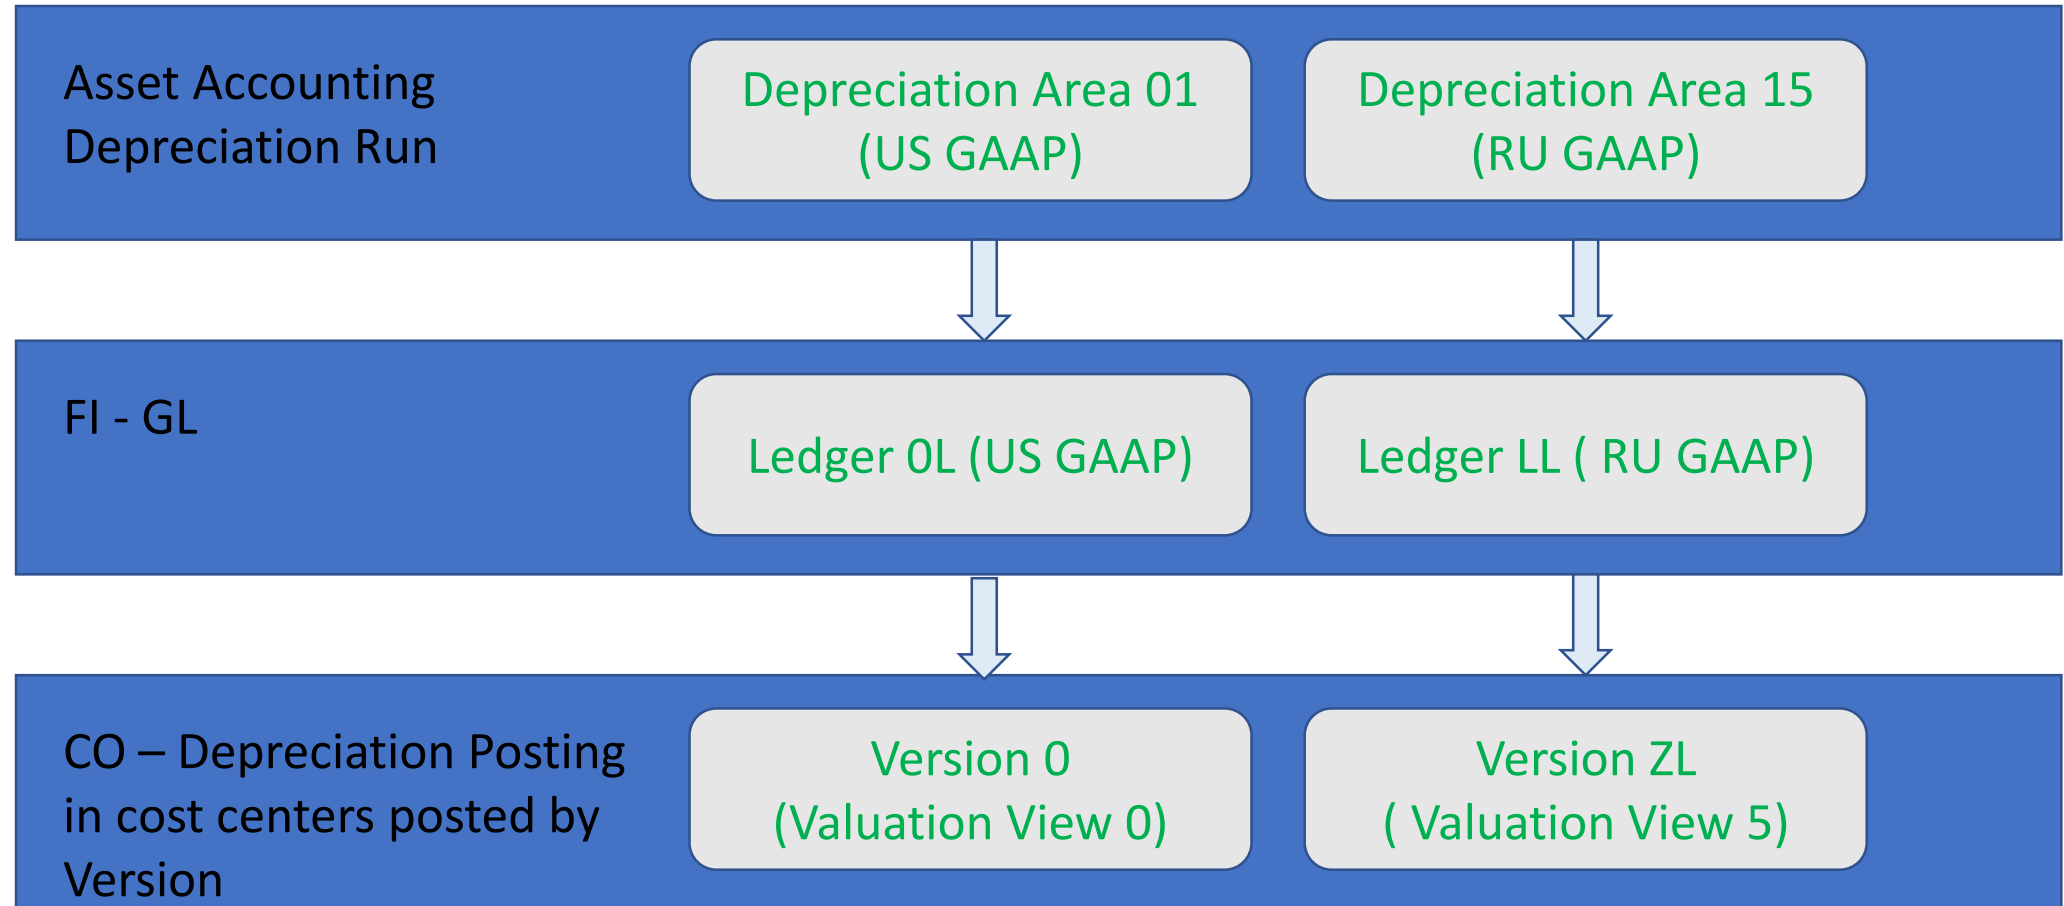 Asset Accounting
Depreciation Run
Depreciation Area 01
(US GAAP)
Depreciation Area 15
(RU GAAP)
FI - GL
Ledger 0L (US GAAP)
Ledger LL ( RU GAAP)
CO – Depreciation Posting
in cost centers posted by
Version
Version 0
(Valuation View 0)
Version ZL
( Valuation View 5)